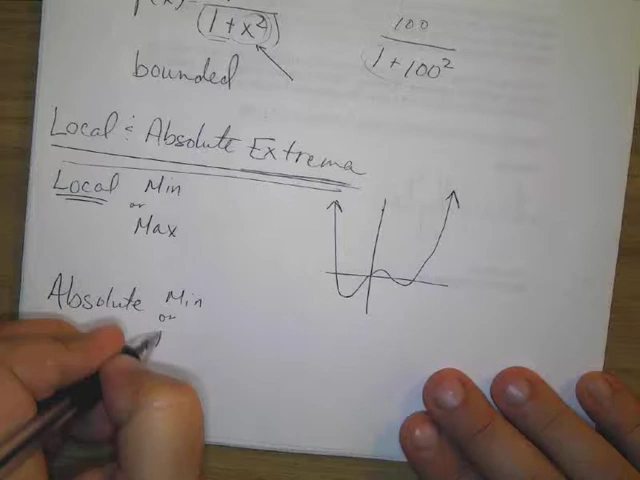 1 + x²
100
1 + 100²
bounded
Local & Absolute Extrema
Local Min
or
Max
Absolute Min
or